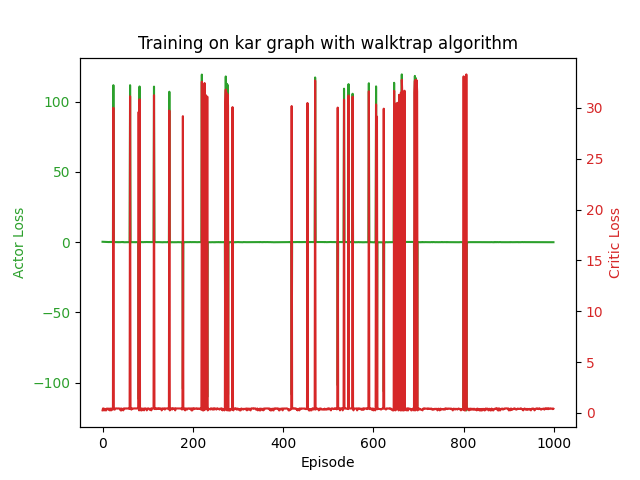 Training on kar graph with walktrap algorithm
100
50
0
−50
−100
Actor Loss
30
25
20
15
10
5
0
Critic Loss
0 200 400 600 800 1000
Episode